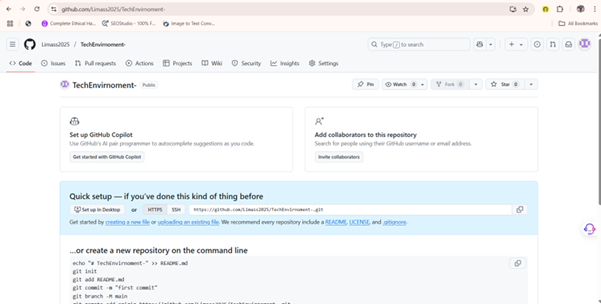 github.com/Limass2025/TechEnvirnoment-
Complete Ethical Ha... SEOStudio - 100% F... Image to Text Conv... All Bookmarks
Limass2025 / TechEnvirnoment- Type / to search
Code Issues Pull requests Actions Projects Wiki Security Insights Settings
TechEnvirnoment- Public Pin Watch 0 Fork 0 Star 0
Set up GitHub Copilot
Use GitHub's AI pair programmer to autocomplete suggestions as you code.
Get started with GitHub Copilot
Add collaborators to this repository
Search for people using their GitHub username or email address.
Invite collaborators
Quick setup — if you've done this kind of thing before
Set up in Desktop or HTTPS SSH https://github.com/Limass2025/TechEnvirnoment-.git
Get started by creating a new file or uploading an existing file. We recommend every repository include a README, LICENSE, and .gitignore.
...or create a new repository on the command line
echo "# TechEnvirnoment-" >> README.md
git init
git add README.md
git commit -m "first commit"
git branch -M main